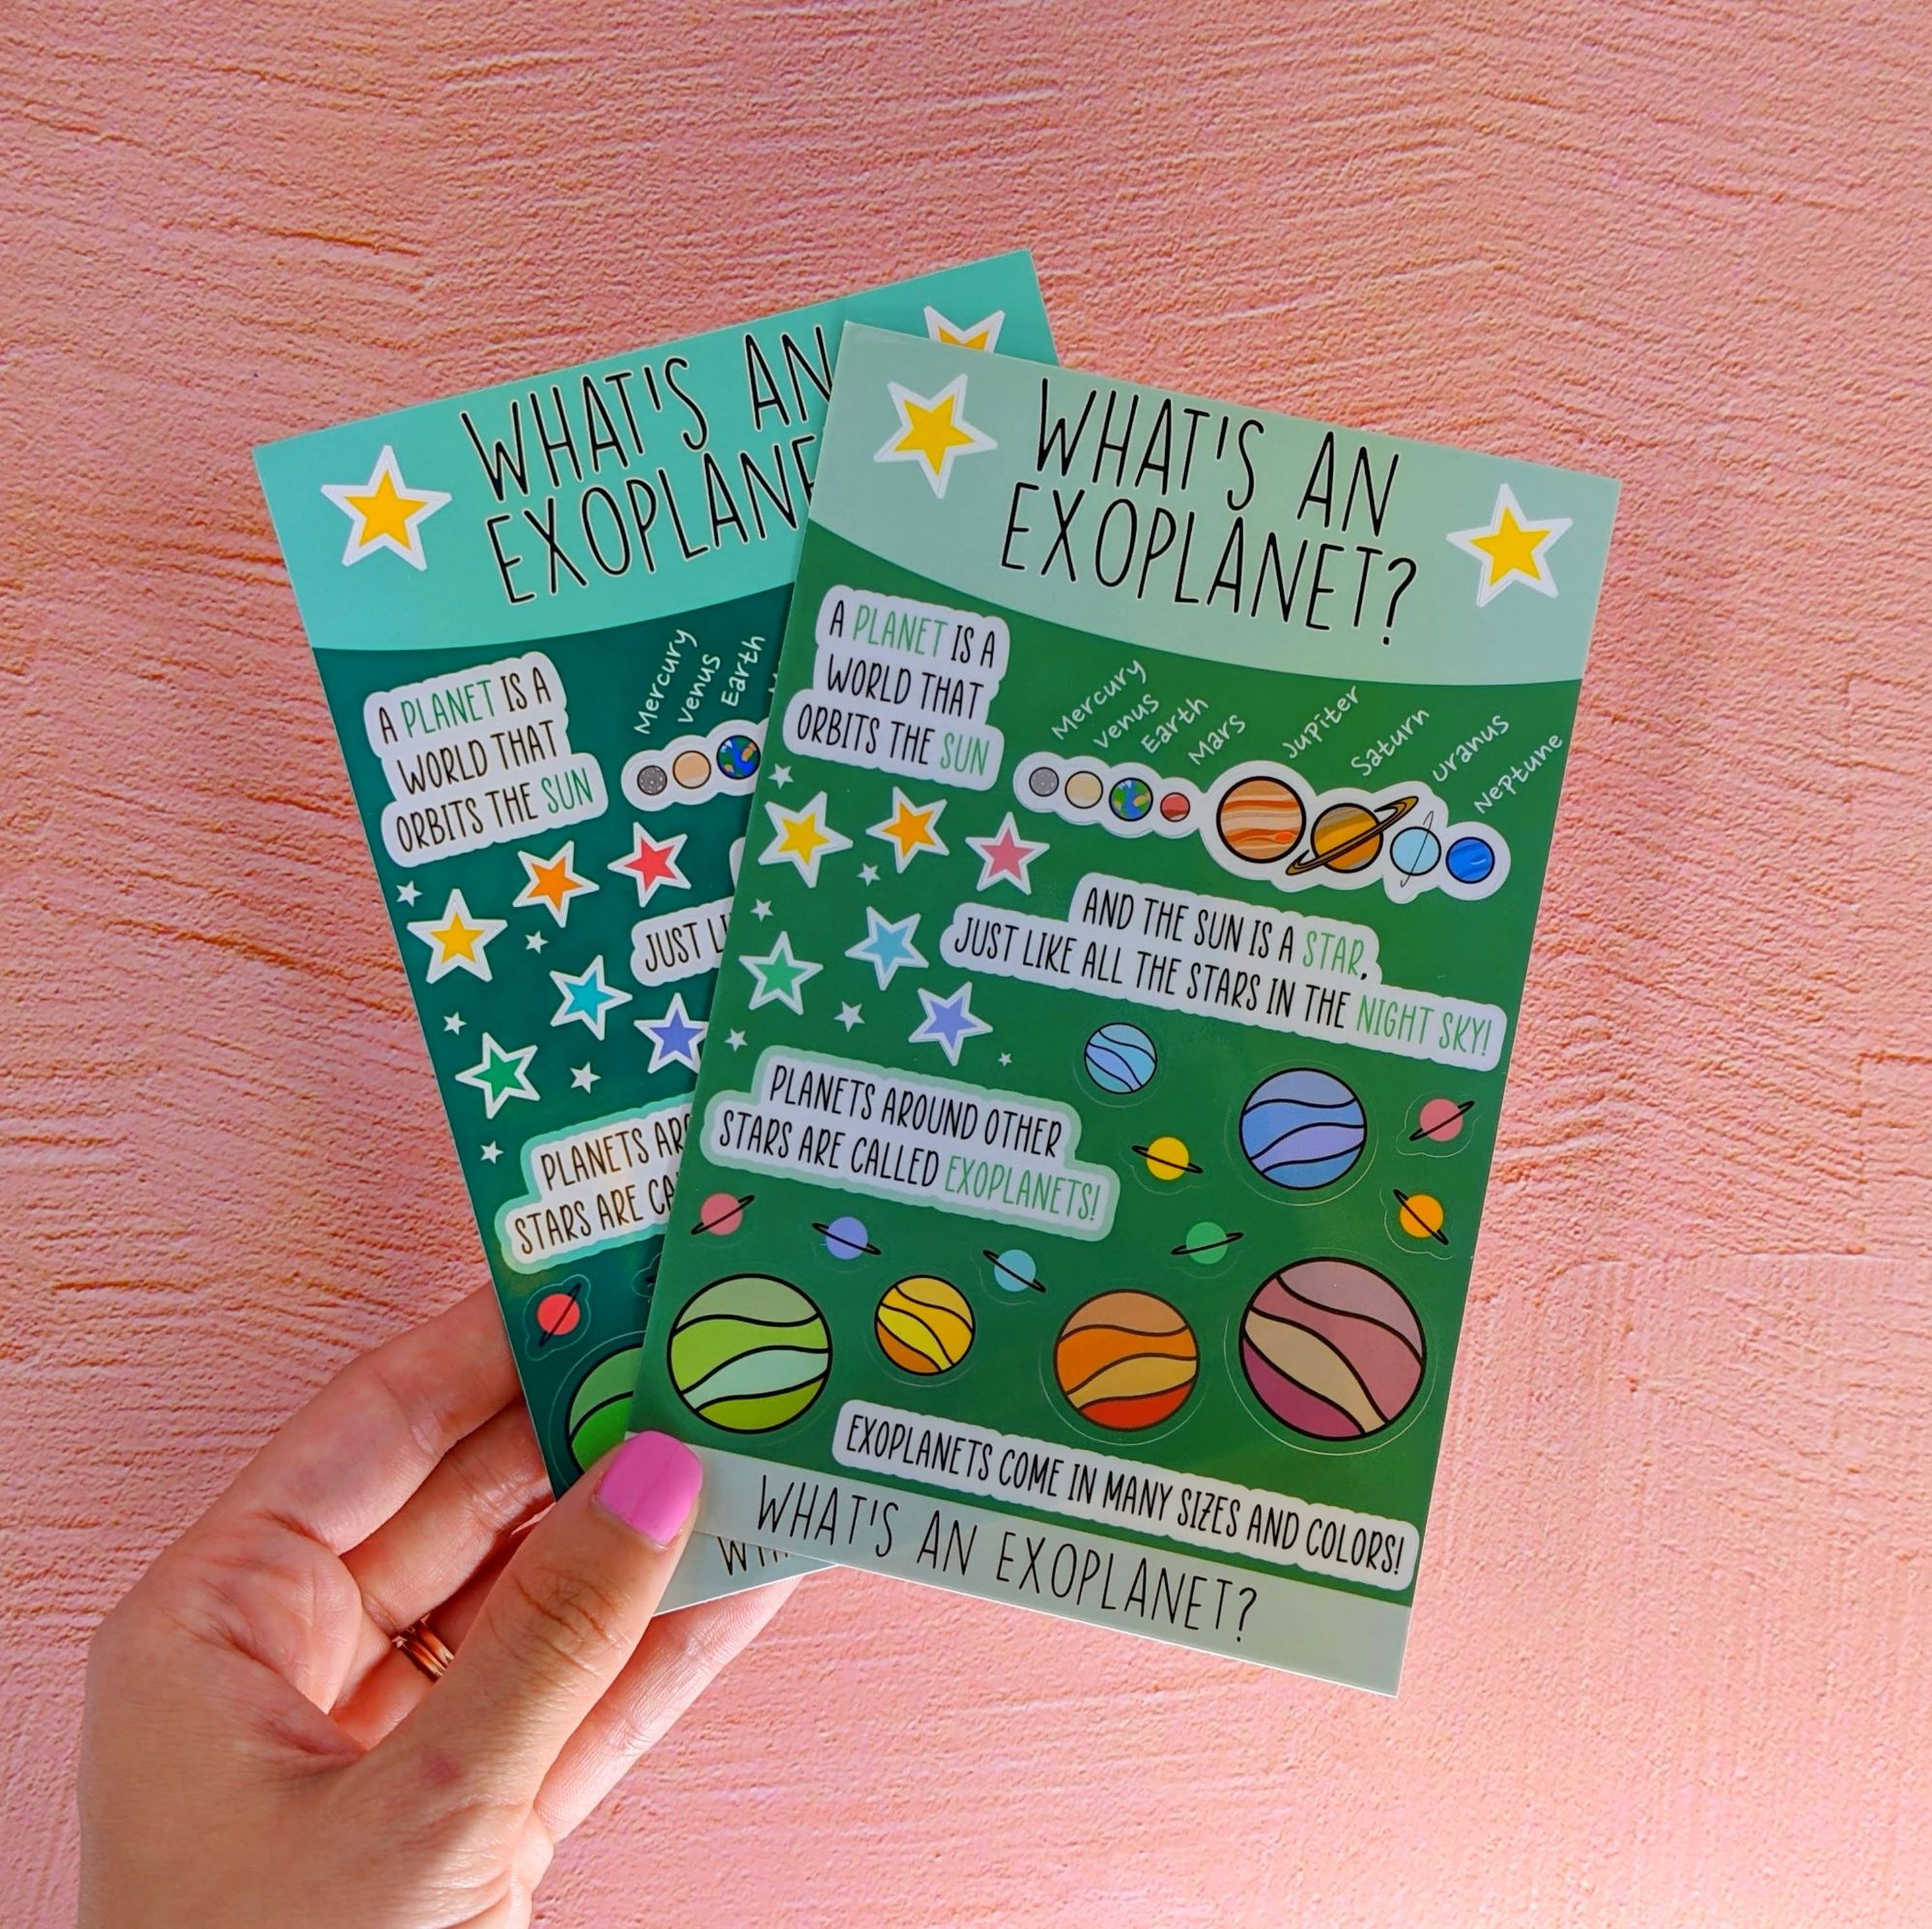 WHAT'S AN
EXOPLANE
A PLANET IS A
WORLD THAT
ORBITS THE SUN
Mercury
Venus
Earth
JUST LI
PLANETS ARO
STARS ARE CA
WHAT'S AN
EXOPLANET?
A PLANET IS A
WORLD THAT
ORBITS THE SUN
Mercury
Venus
Earth
Mars
Jupiter
Saturn
Uranus
Neptune
AND THE SUN IS A STAR,
JUST LIKE ALL THE STARS IN THE NIGHT SKY!
PLANETS AROUND OTHER
STARS ARE CALLED EXOPLANETS!
EXOPLANETS COME IN MANY SIZES AND COLORS!
WHAT'S AN EXOPLANET?